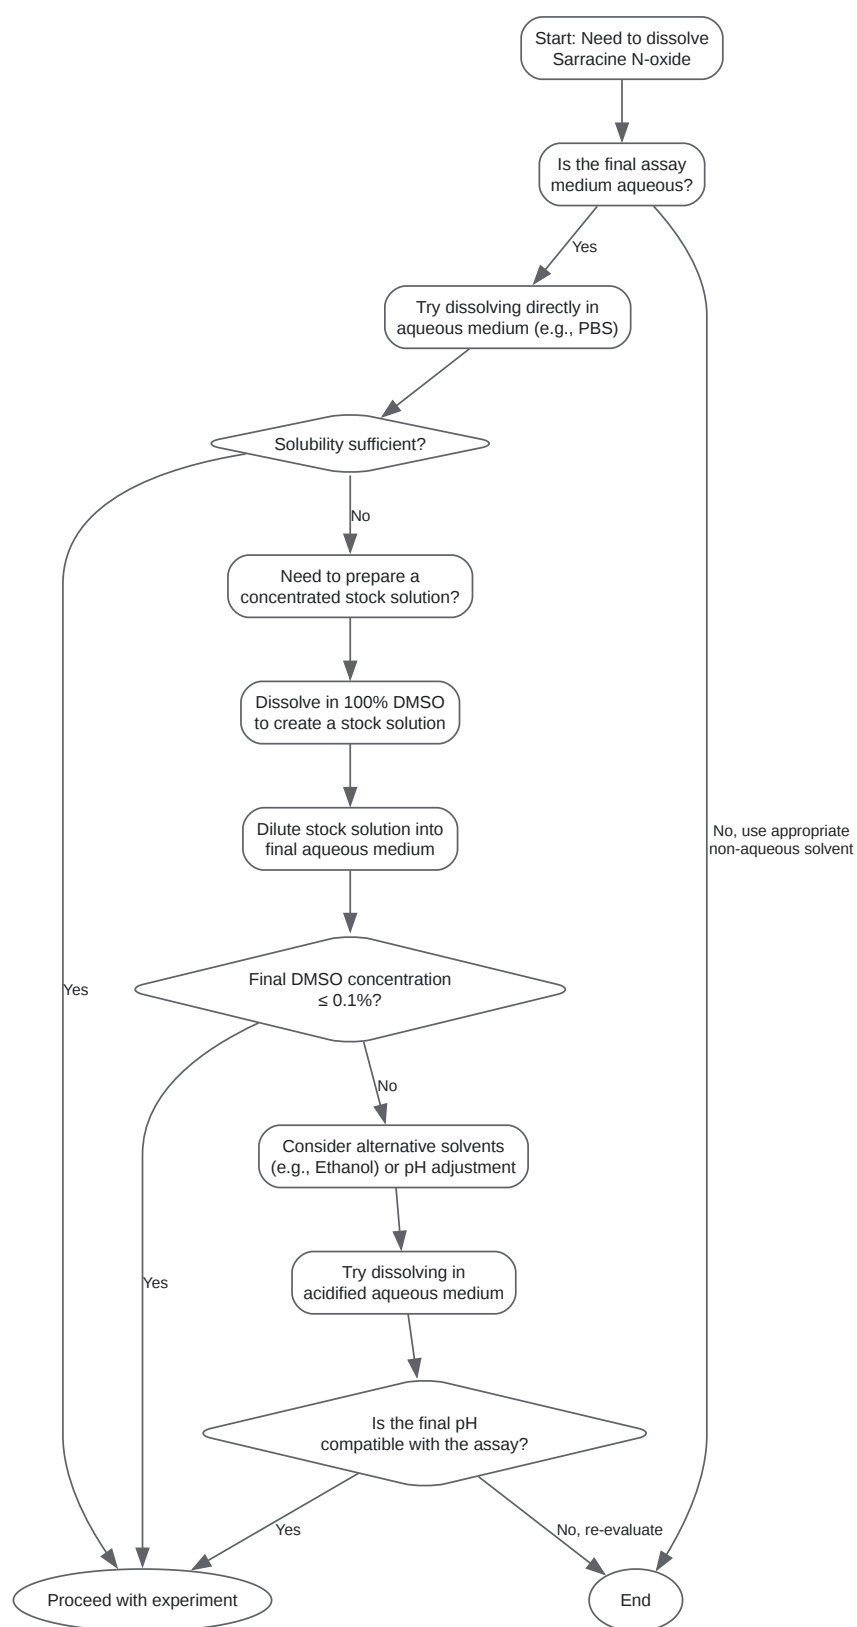 Start: Need to dissolve
Sarracine N-oxide
Is the final assay
medium aqueous?
Yes
Try dissolving directly in
aqueous medium (e.g., PBS)
Solubility sufficient?
No
Need to prepare a
concentrated stock solution?
Dissolve in 100% DMSO
to create a stock solution
Dilute stock solution into
final aqueous medium
No, use appropriate
non-aqueous solvent
Yes
Final DMSO concentration
≤ 0.1%?
No
Consider alternative solvents
(e.g., Ethanol) or pH adjustment
Yes
Try dissolving in
acidified aqueous medium
Is the final pH
compatible with the assay?
Yes
No, re-evaluate
Proceed with experiment
End